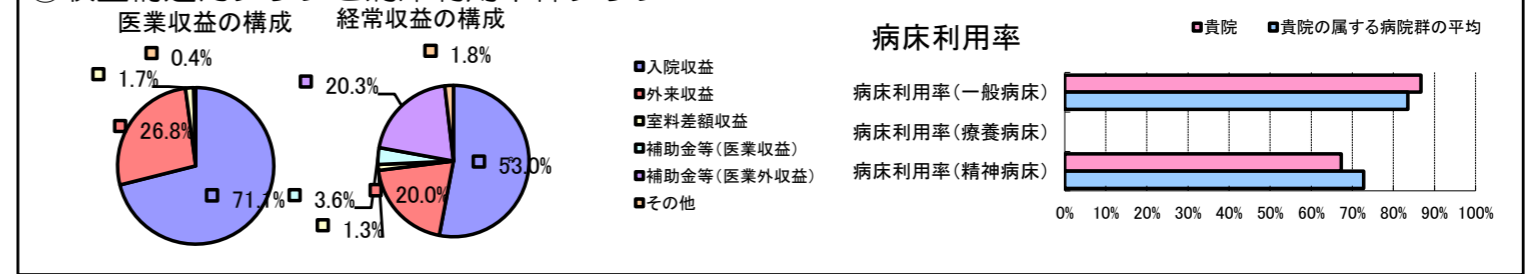 医業収益の構成
経常収益の構成
0.4%
1.7%
26.8%
71.1%
1.8%
20.3%
53.0%
3.6%
20.0%
1.3%
入院収益
外来収益
室料差額収益
補助金等(医業収益)
補助金等(医業外収益)
その他
病床利用率
貴院
貴院の属する病院群の平均
病床利用率(一般病床)
病床利用率(療養病床)
病床利用率(精神病床)
0% 10% 20% 30% 40% 50% 60% 70% 80% 90% 100%